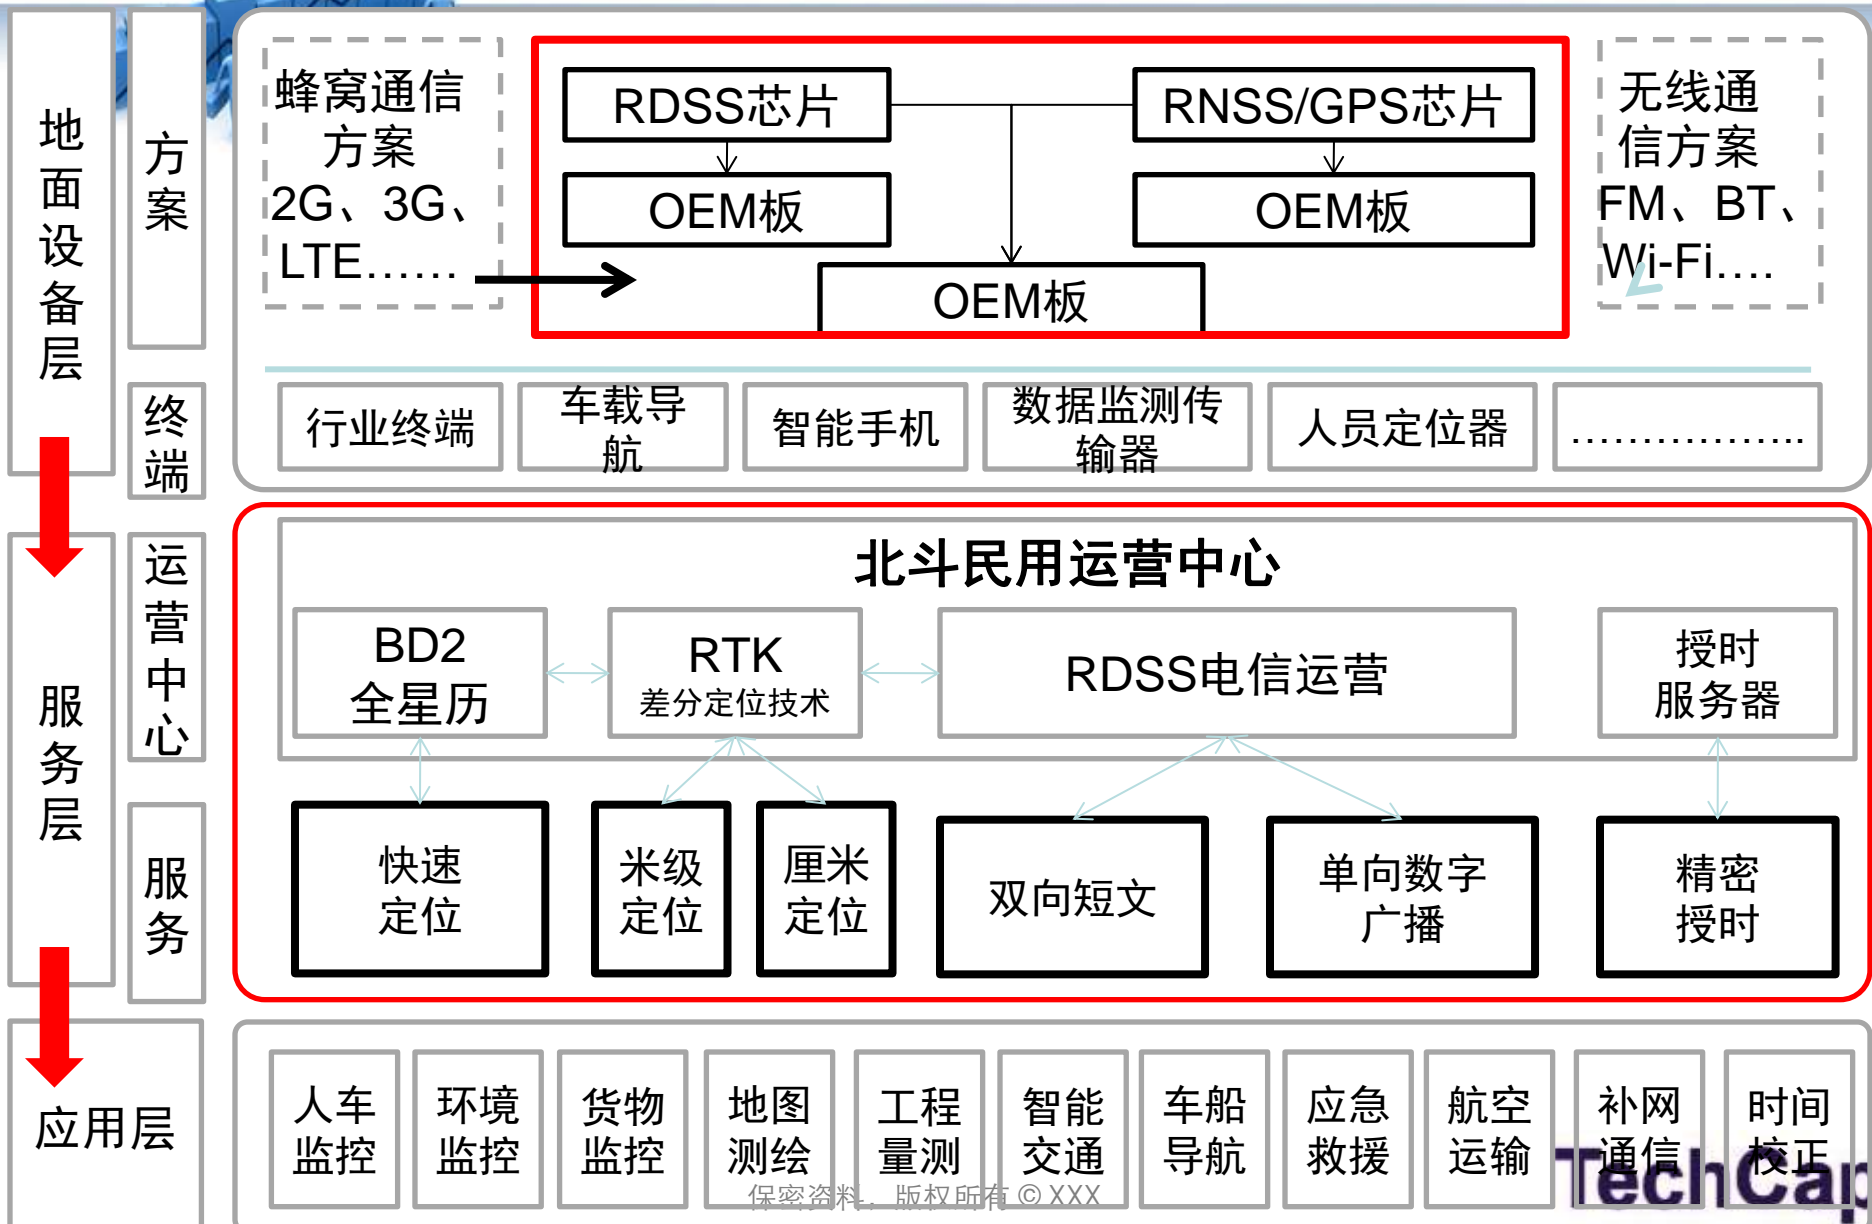 地
面
设
备
层
方
案
蜂窝通信
方案
2G、3G、
LTE……
RDSS芯片
RNSS/GPS芯片
OEM板
OEM板
OEM板
无线通
信方案
FM、BT、
Wi-Fi….
终
端
行业终端
车载导
航
智能手机
数据监测传
输器
人员定位器
………………..
服
务
层
运
营
中
心
北斗民用运营中心
BD2
全星历
RTK
差分定位技术
RDSS电信运营
授时
服务器
服
务
快速
定位
米级
定位
厘米
定位
双向短文
单向数字
广播
精密
授时
应用层
人车
监控
环境
监控
货物
监控
地图
测绘
工程
量测
智能
交通
车船
导航
应急
救援
航空
运输
补网
通信
时间
校正
保密资料，版权所有 © XXX
TechCap